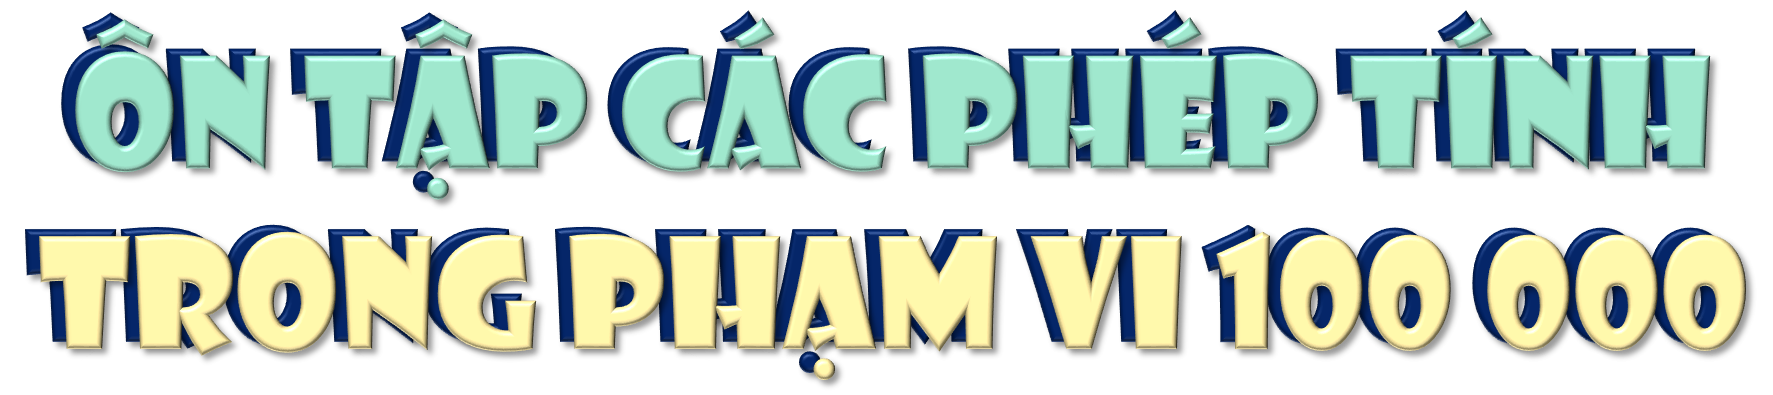 ÔN TẬP CÁC PHÉP TÍNH
TRONG PHẠM VI 100 000